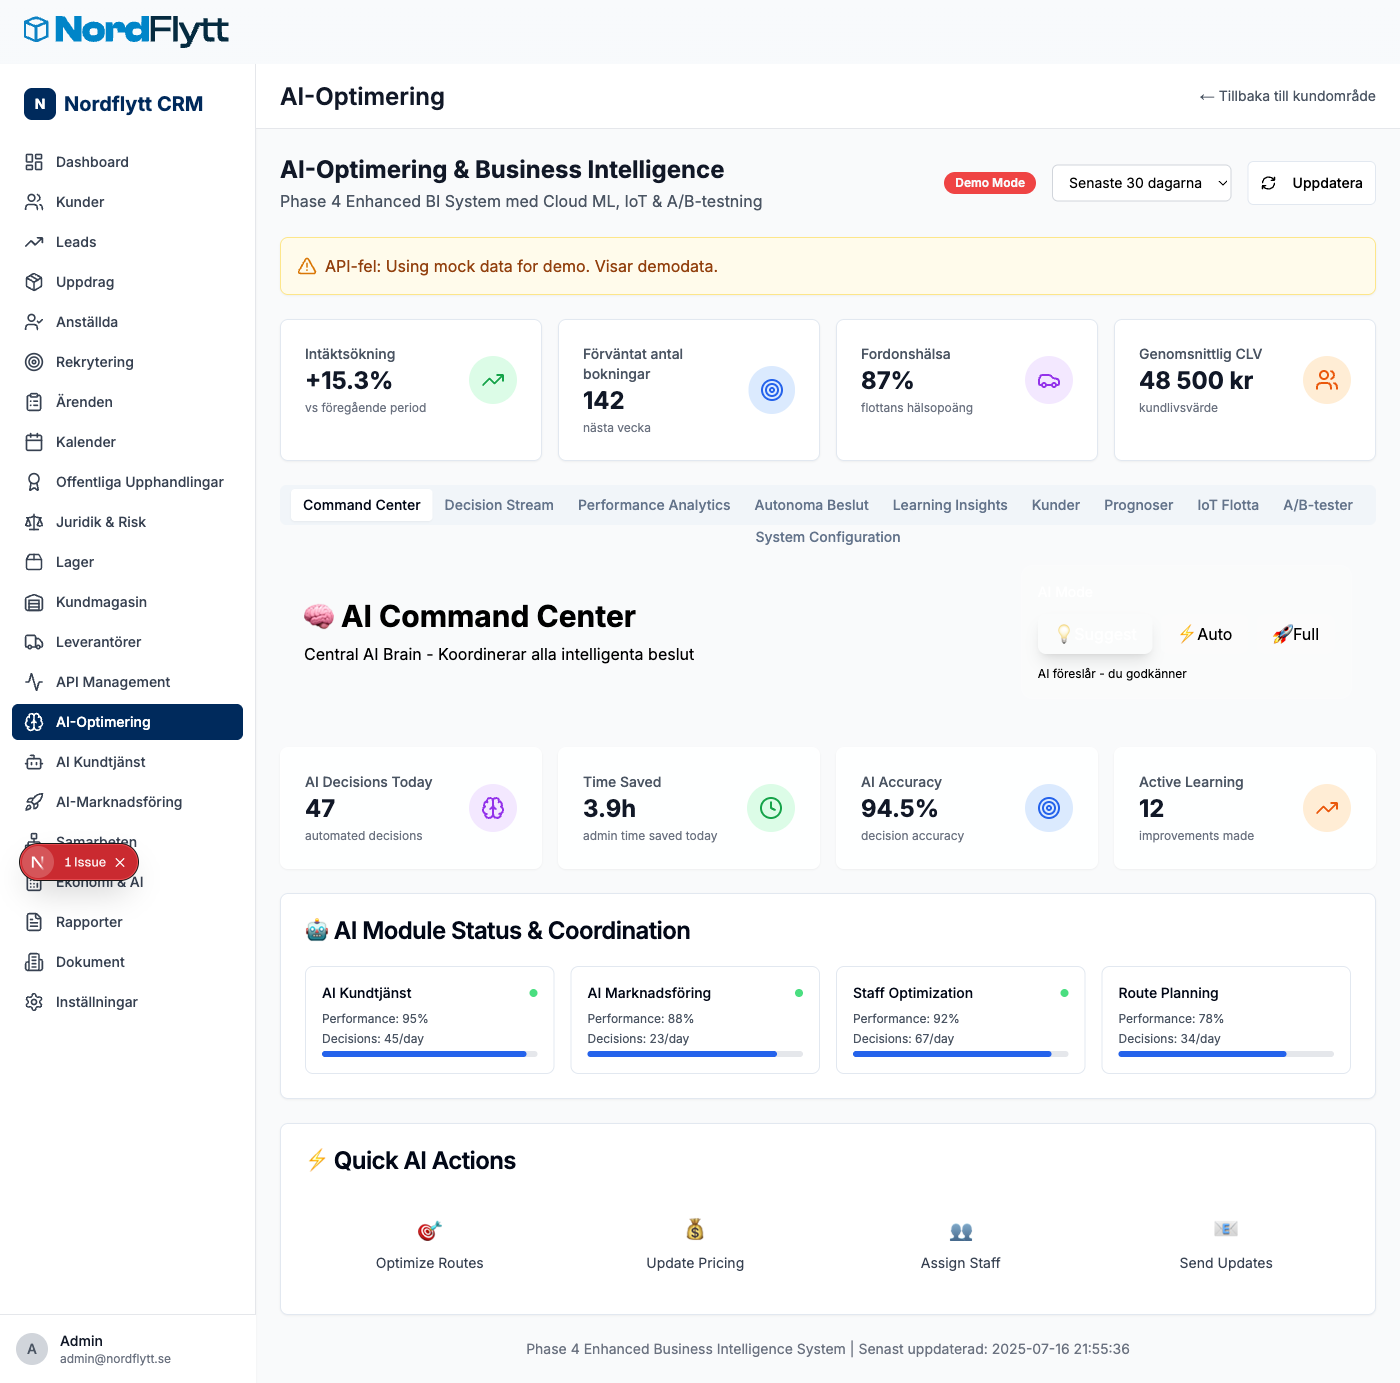 NordFlytt
N Nordflytt CRM
Dashboard
Kunder
Leads
Uppdrag
Anställda
Rekrytering
Ärenden
Kalender
Offentliga Upphandlingar
Juridik & Risk
Lager
Kundmagasin
Leverantörer
API Management
AI-Optimering
AI Kundtjänst
AI-Marknadsföring
Samarbeten
N 1 Issue
Ekonomi & AI
Rapporter
Dokument
Inställningar
A
Admin
admin@nordflytt.se
AI-Optimering
← Tillbaka till kundområde
AI-Optimering & Business Intelligence
Phase 4 Enhanced BI System med Cloud ML, IoT & A/B-testning
Demo Mode
Senaste 30 dagarna
Uppdatera
API-fel: Using mock data for demo. Visar demodata.
Intäktsökning
+15.3%
vs föregående period
Förväntat antal
bokningar
142
nästa vecka
Fordonshälsa
87%
flottans hälsopoäng
Genomsnittlig CLV
48 500 kr
kundlivsvärde
Command Center Decision Stream Performance Analytics Autonoma Beslut Learning Insights Kunder Prognoser IoT Flotta A/B-tester
System Configuration
AI Command Center
Central AI Brain - Koordinerar alla intelligenta beslut
AI Mode
Suggest
Auto
Full
AI föreslår - du godkänner
AI Decisions Today
47
automated decisions
Time Saved
3.9h
admin time saved today
AI Accuracy
94.5%
decision accuracy
Active Learning
12
improvements made
AI Module Status & Coordination
AI Kundtjänst
Performance: 95%
Decisions: 45/day
AI Marknadsföring
Performance: 88%
Decisions: 23/day
Staff Optimization
Performance: 92%
Decisions: 67/day
Route Planning
Performance: 78%
Decisions: 34/day
Quick AI Actions
Optimize Routes
Update Pricing
Assign Staff
Send Updates
Phase 4 Enhanced Business Intelligence System | Senast uppdaterad: 2025-07-16 21:55:36